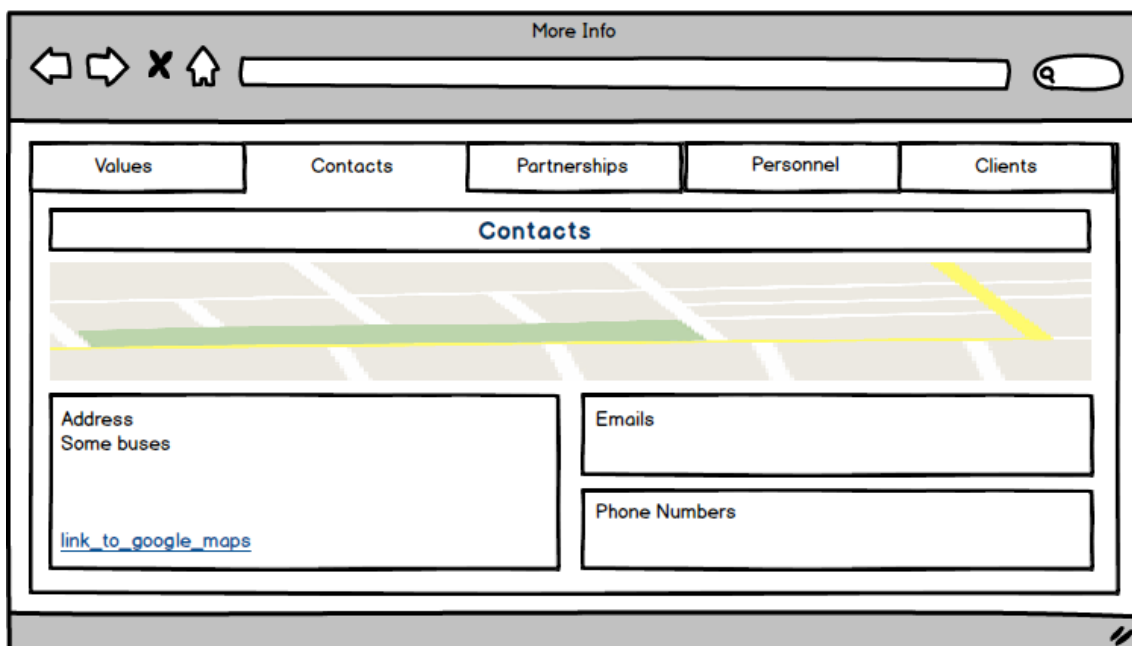 More Info
Values
Contacts
Partnerships
Personnel
Clients
Contacts
Address
Some buses
link_to_google_maps
Emails
Phone Numbers